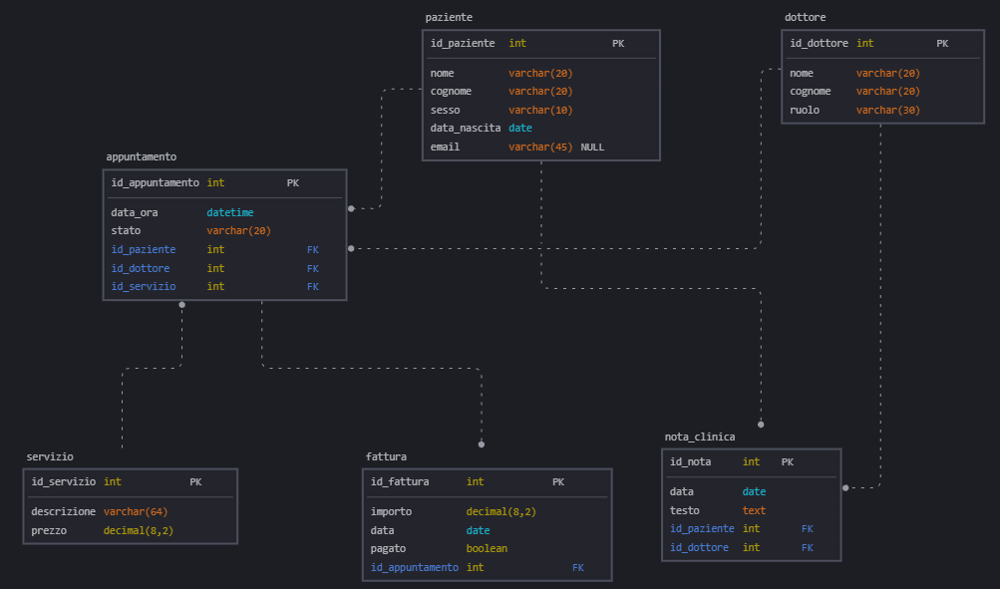 paziente
id_paziente int PK
nome varchar(20)
cognome varchar(20)
sesso varchar(10)
data_nascita date
email varchar(45) NULL
dottore
id_dottore int PK
nome varchar(20)
cognome varchar(20)
ruolo varchar(30)
appuntamento
id_appuntamento int PK
data_ora datetime
stato varchar(20)
id_paziente int FK
id_dottore int FK
id_servizio int FK
servizio
id_servizio int PK
descrizione varchar(64)
prezzo decimal(8,2)
fattura
id_fattura int PK
importo decimal(8,2)
data date
pagato boolean
id_appuntamento int FK
nota_clinica
id_nota int PK
data date
testo text
id_paziente int FK
id_dottore int FK